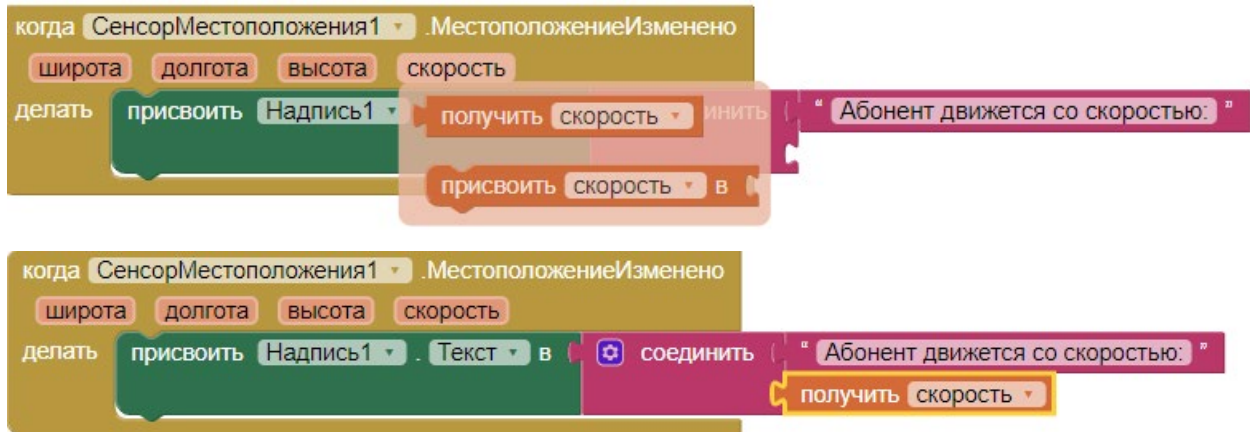 когда СенсорМестоположения1 .МестоположениеИзменено
широта долгота высота скорость
делать присвоить Надпись1 получить скорость инить “ Абонент движется со скоростью: ”
присвоить скорость в
когда СенсорМестоположения1 .МестоположениеИзменено
широта долгота высота скорость
делать присвоить Надпись1 . Текст в соединить “ Абонент движется со скоростью: ”
получить скорость